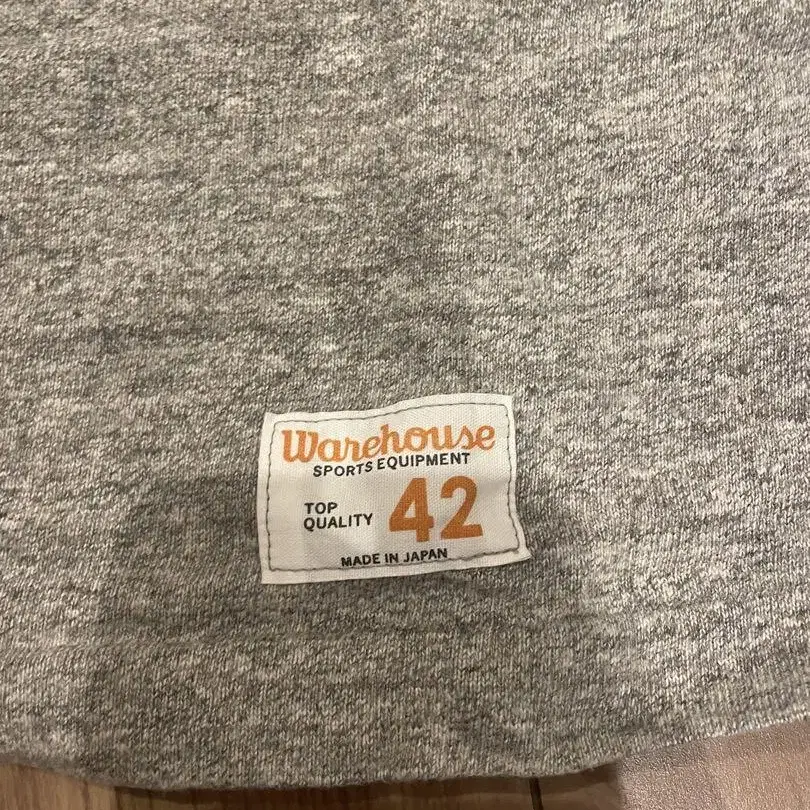 Warehouse
SPORTS EQUIPMENT
TOP
QUALITY
42
MADE IN JAPAN